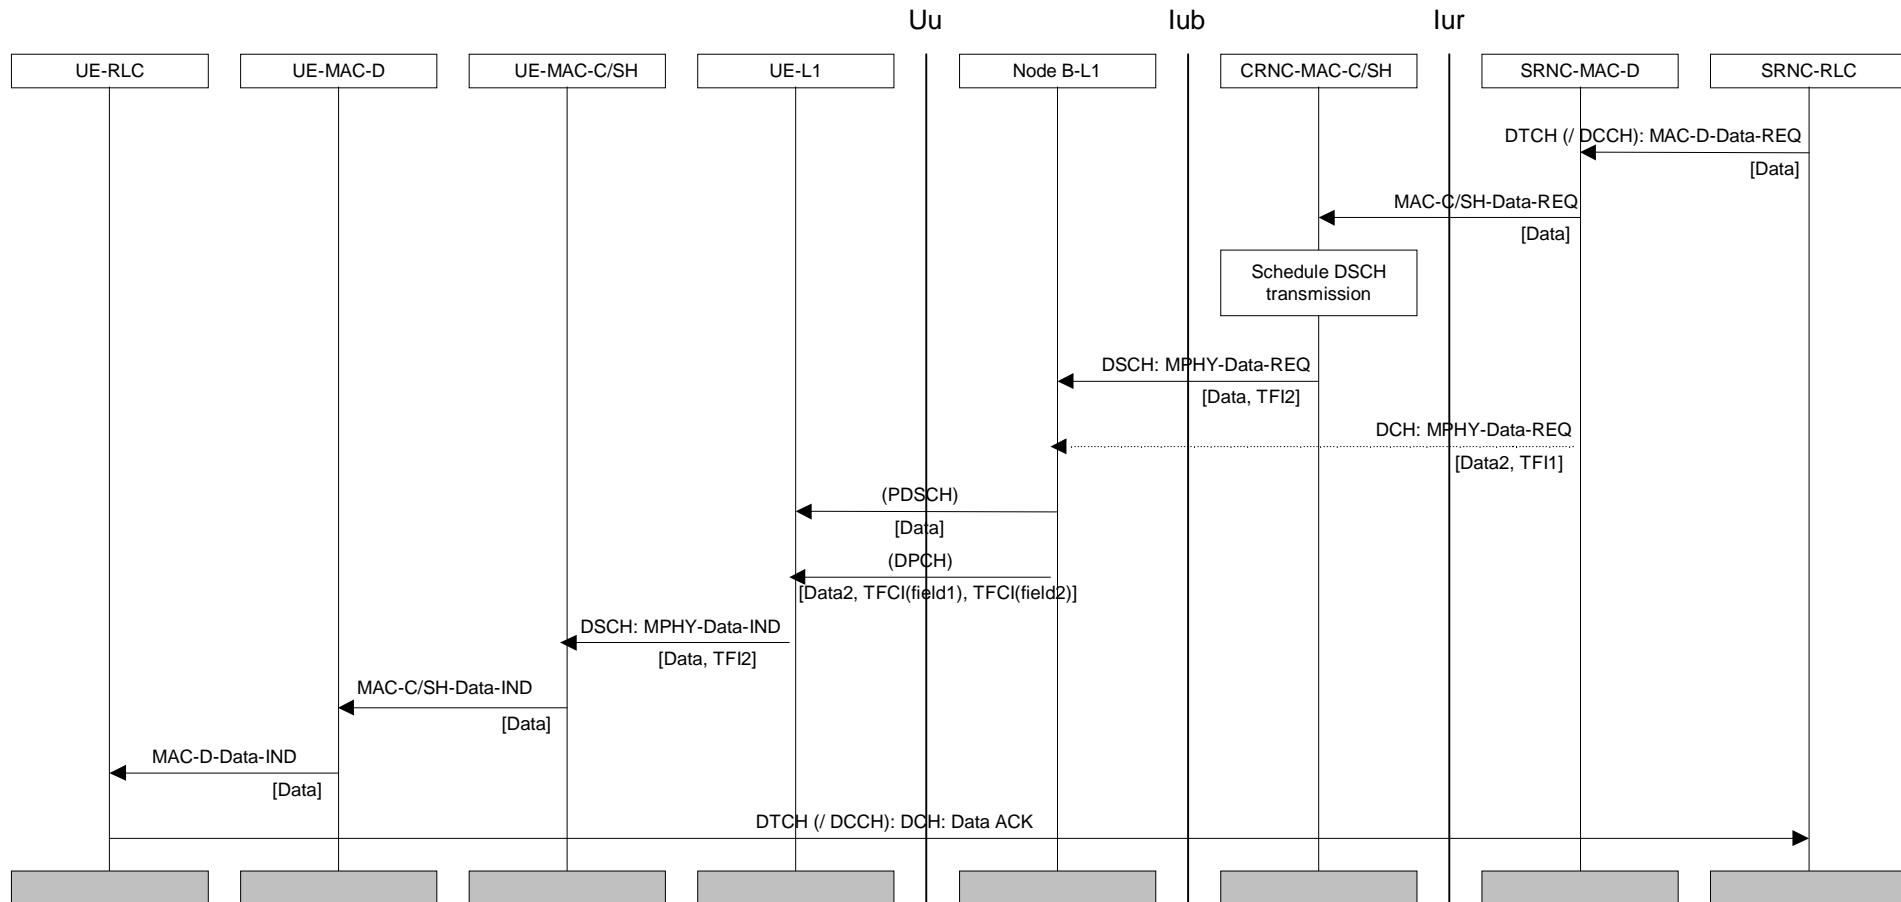 Uu
Iub
Iur
UE-RLC
UE-MAC-D
UE-MAC-C/SH
UE-L1
Node B-L1
CRNC-MAC-C/SH
SRNC-MAC-D
SRNC-RLC
DTCH (/ DCCH): MAC-D-Data-REQ
[Data]
MAC-C/SH-Data-REQ
[Data]
Schedule DSCH
transmission
DSCH: MPHY-Data-REQ
[Data, TFI2]
DCH: MPHY-Data-REQ
[Data2, TFI1]
(PDSCH)
[Data]
(DPCH)
[Data2, TFCI(field1), TFCI(field2)]
DSCH: MPHY-Data-IND
[Data, TFI2]
MAC-C/SH-Data-IND
[Data]
MAC-D-Data-IND
[Data]
DTCH (/ DCCH): DCH: Data ACK